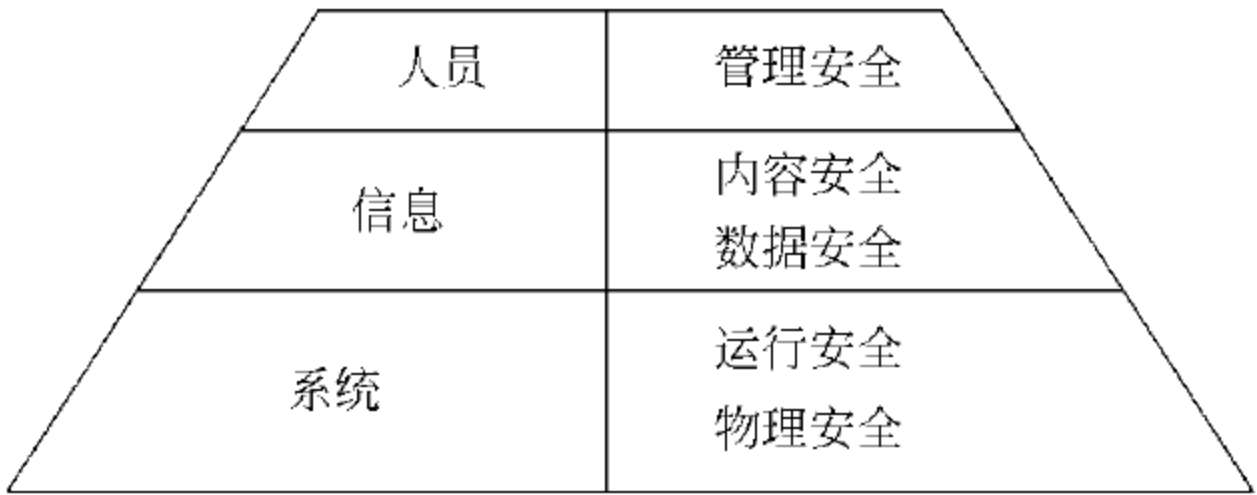 人员
管理安全
信息
内容安全
数据安全
系统
运行安全
物理安全